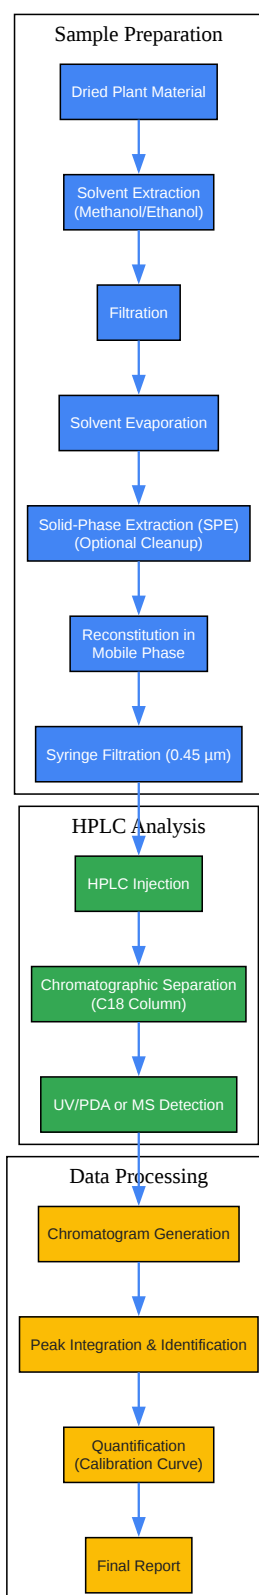 Sample Preparation
Dried Plant Material
Solvent Extraction
(Methanol/Ethanol)
Filtration
Solvent Evaporation
Solid-Phase Extraction (SPE)
(Optional Cleanup)
Reconstitution in
Mobile Phase
Syringe Filtration (0.45 µm)
HPLC Analysis
HPLC Injection
Chromatographic Separation
(C18 Column)
UV/PDA or MS Detection
Data Processing
Chromatogram Generation
Peak Integration & Identification
Quantification
(Calibration Curve)
Final Report